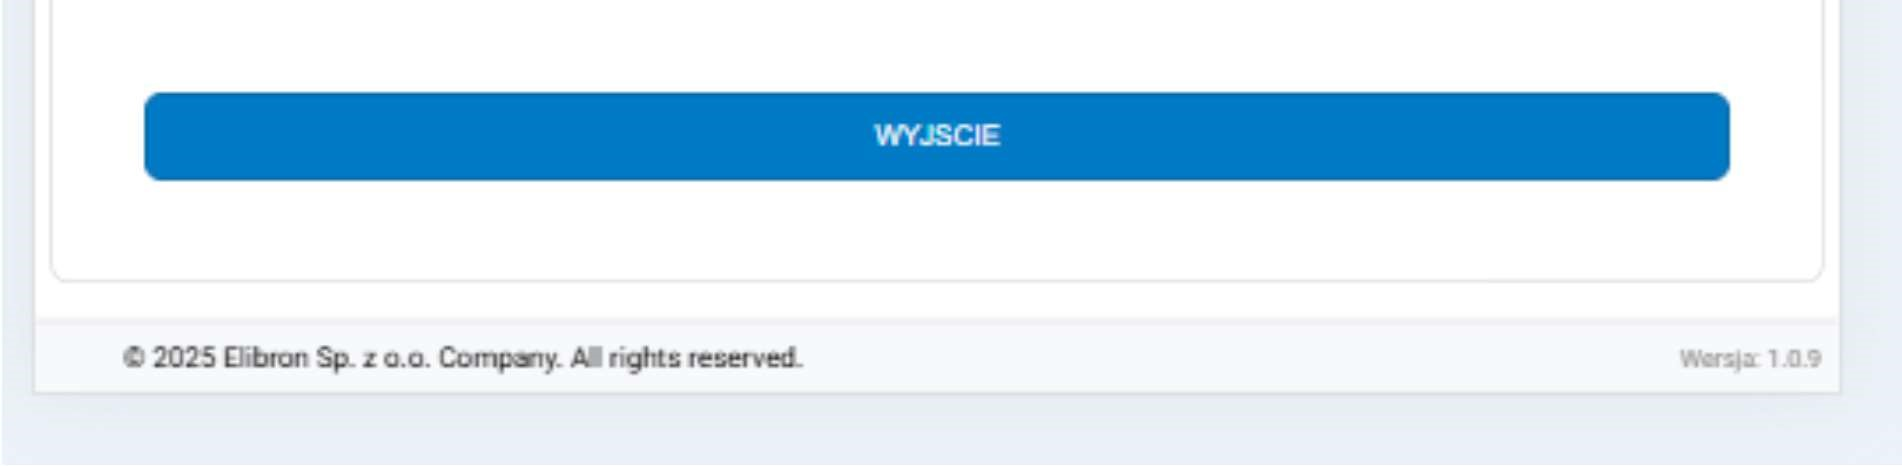 WYJSCIE
© 2025 Elibron Sp. z o.o. Company. All rights reserved.
Wersja: 1.0.9